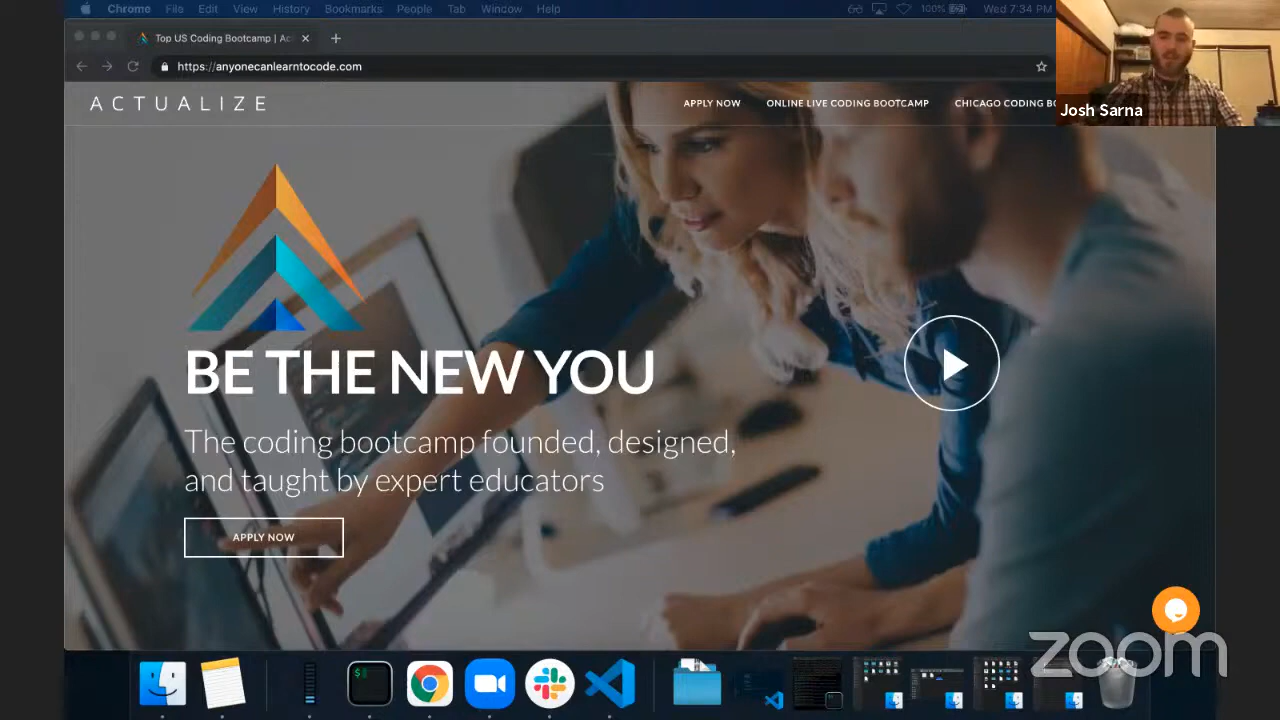 Chrome File Edit View History Bookmarks People Tab Window Help 100% Wed 7:34 PM
Top US Coding Bootcamp | Ac
https://anyonecanlearntocode.com
ACTUALIZE
APPLY NOW ONLINE LIVE CODING BOOTCAMP CHICAGO CODING BO
Josh Sarna
BE THE NEW YOU
The coding bootcamp founded, designed,
and taught by expert educators
APPLY NOW
zoom